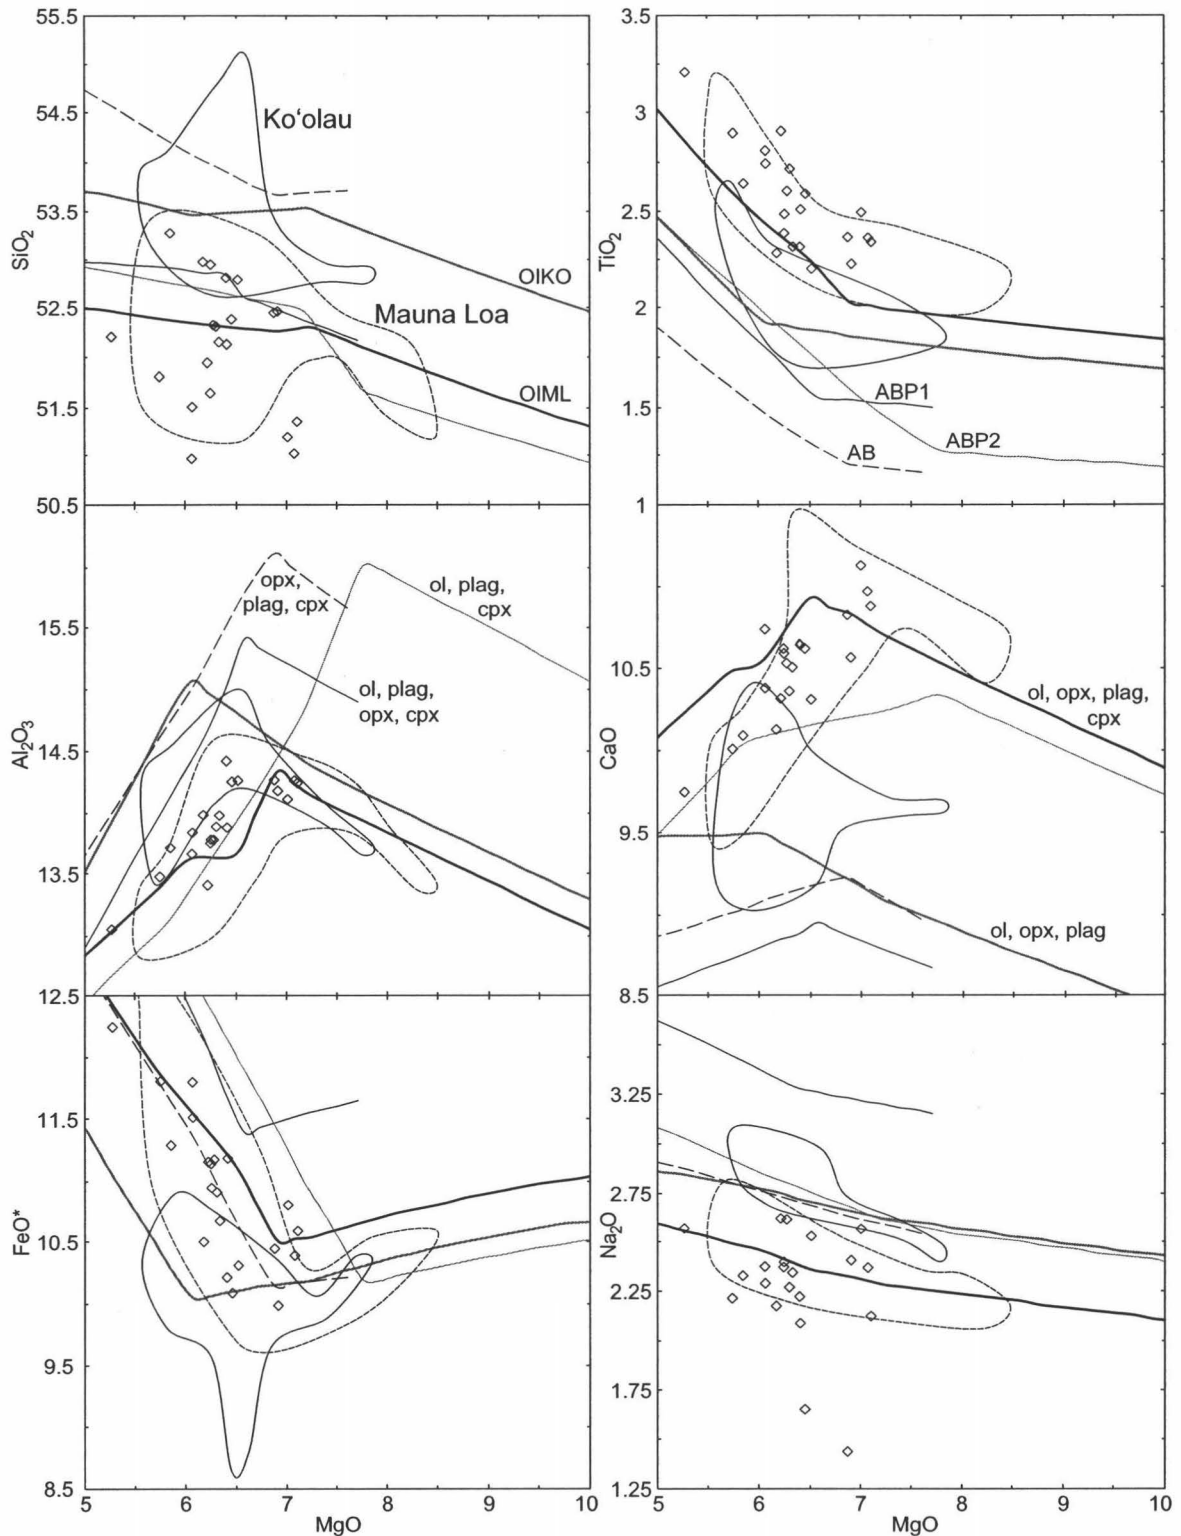 55.5
54.5
53.5
52.5
51.5
50.5
SiO2
Ko‘olau
OIKO
Mauna Loa
OIML
3.5
3
2.5
2
1.5
1
TiO2
ABP1
ABP2
AB
15.5
14.5
13.5
12.5
Al2O3
opx,
plag, cpx
ol, plag,
cpx
ol, plag,
opx, cpx
10.5
9.5
8.5
CaO
ol, opx, plag,
cpx
ol, opx, plag
11.5
10.5
9.5
8.5
FeO*
5 6 7 8 9 10
MgO
3.25
2.75
2.25
1.75
1.25
Na2O
5 6 7 8 9 10
MgO